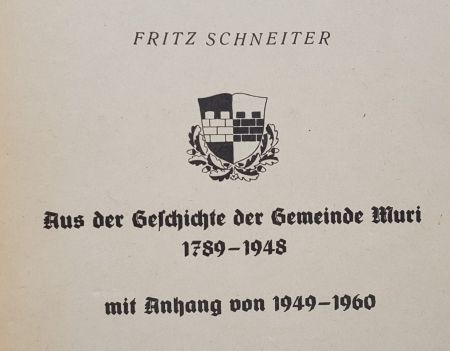 FRITZ SCHNEITER
Aus der Geschichte der Gemeinde Muri
1789–1948
mit Anhang von 1949–1960